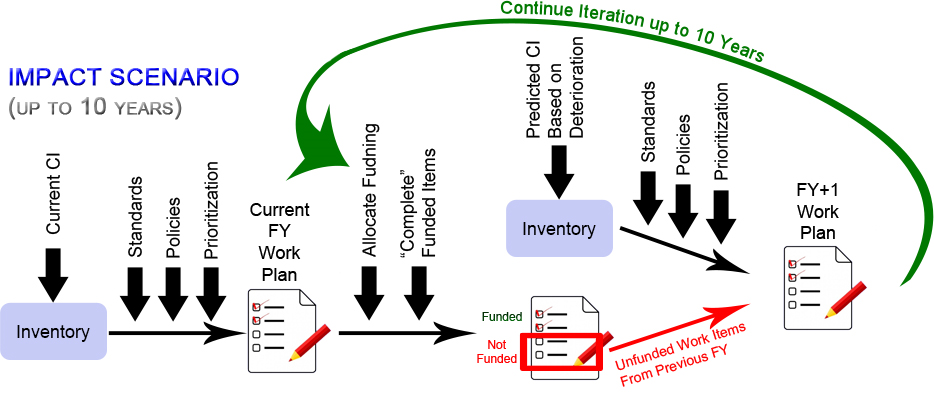 Continue Iteration up to 10 Years
IMPACT SCENARIO
(UP TO 10 YEARS)
Current CI
Inventory
Standards
Policies
Prioritization
Current
FY
Work
Plan
Allocate Fudning
“Complete”
Funded Items
Funded
Not
Funded
Predicted CI
Based on
Deterioration
Inventory
Standards
Policies
Prioritization
Unfunded Work Items
From Previous FY
FY+1
Work
Plan